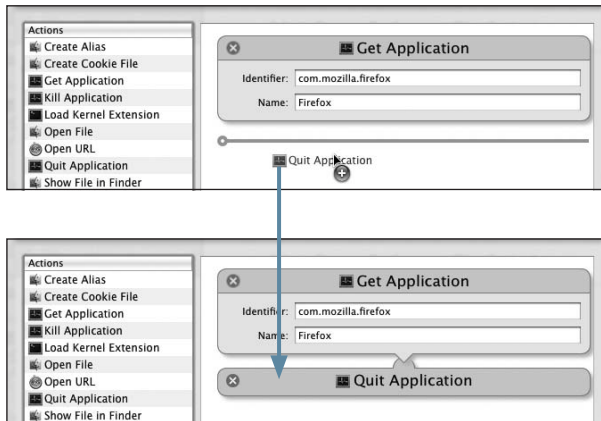 Actions
Create Alias
Create Cookie File
Get Application
Kill Application
Load Kernel Extension
Open File
Open URL
Quit Application
Show File in Finder
Get Application
Identifier: com.mozilla.firefox
Name: Firefox
Quit Application
Actions
Create Alias
Create Cookie File
Get Application
Kill Application
Load Kernel Extension
Open File
Open URL
Quit Application
Show File in Finder
Get Application
Identifier: com.mozilla.firefox
Name: Firefox
Quit Application